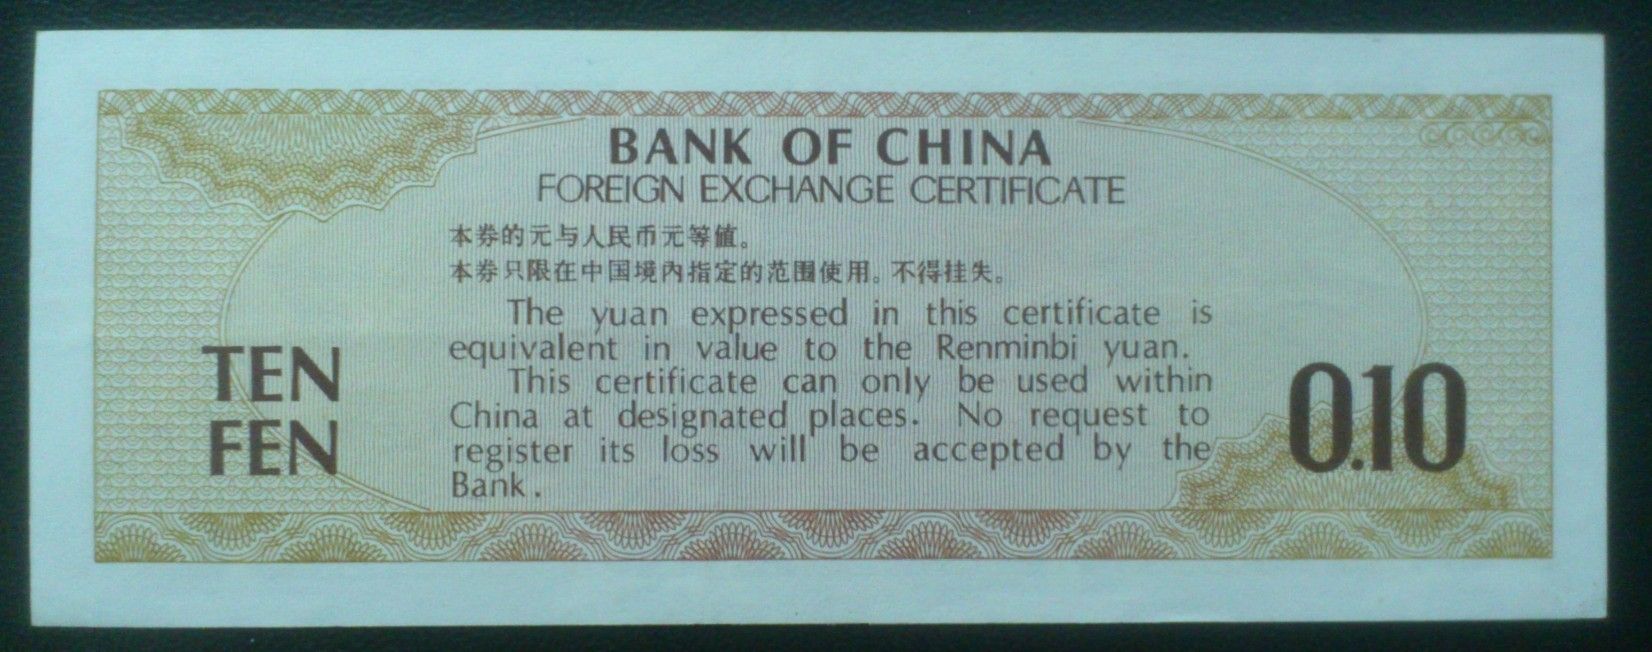 BANK OF CHINA
FOREIGN EXCHANGE CERTIFICATE
本券的元与人民币元等值。
本券只限在中国境内指定的范围使用。不得挂失。
The yuan expressed in this certificate is
equivalent in value to the Renminbi yuan.
This certificate can only be used within
China at designated places. No request to
register its loss will be accepted by the
Bank.
TEN
FEN
0.10